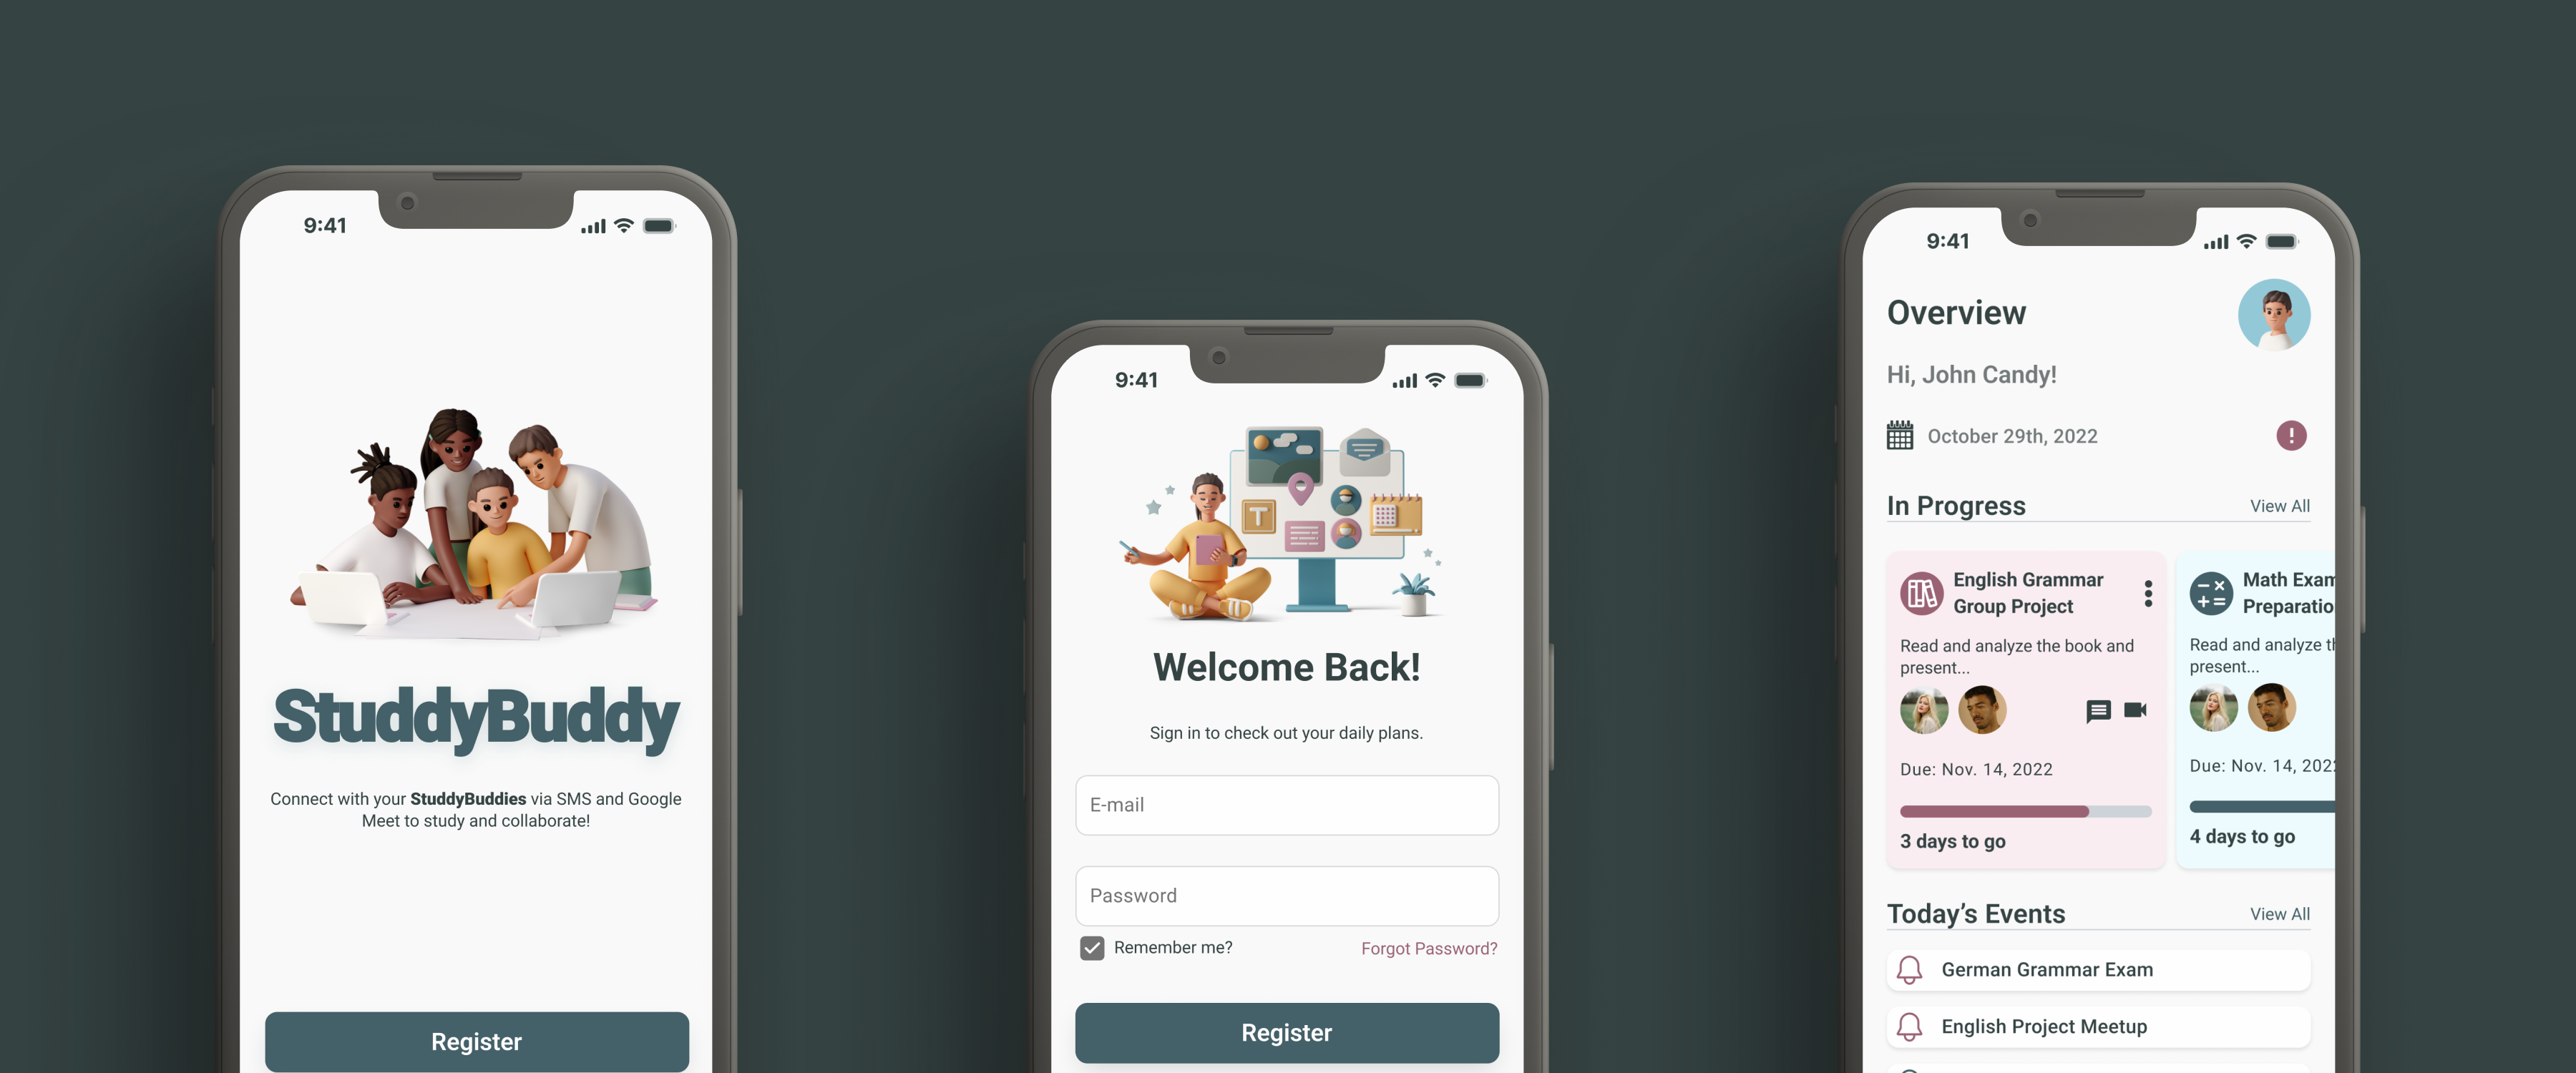 9:41
StuddyBuddy
Connect with your StuddyBuddies via SMS and Google
Meet to study and collaborate!
Register
9:41
T
Welcome Back!
Sign in to check out your daily plans.
E-mail
Password
Remember me?
Forgot Password?
Register
9:41
Overview
Hi, John Candy!
October 29th, 2022
!
In Progress
View All
English Grammar
Group Project
Read and analyze the book and
present...
Due: Nov. 14, 2022
3 days to go
Math Exam
Preparatio
Read and analyze th
present...
Due: Nov. 14, 2022
4 days to go
Today’s Events
View All
German Grammar Exam
English Project Meetup